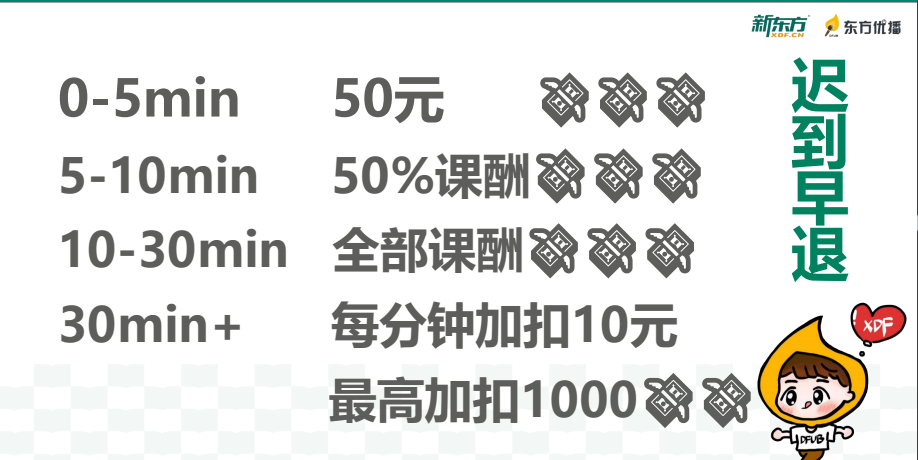 新东方
XDF.CN
东方优播
迟到早退
0-5min 50元
5-10min 50%课酬
10-30min 全部课酬
30min+ 每分钟加扣10元
最高加扣1000
XDF
DFUB